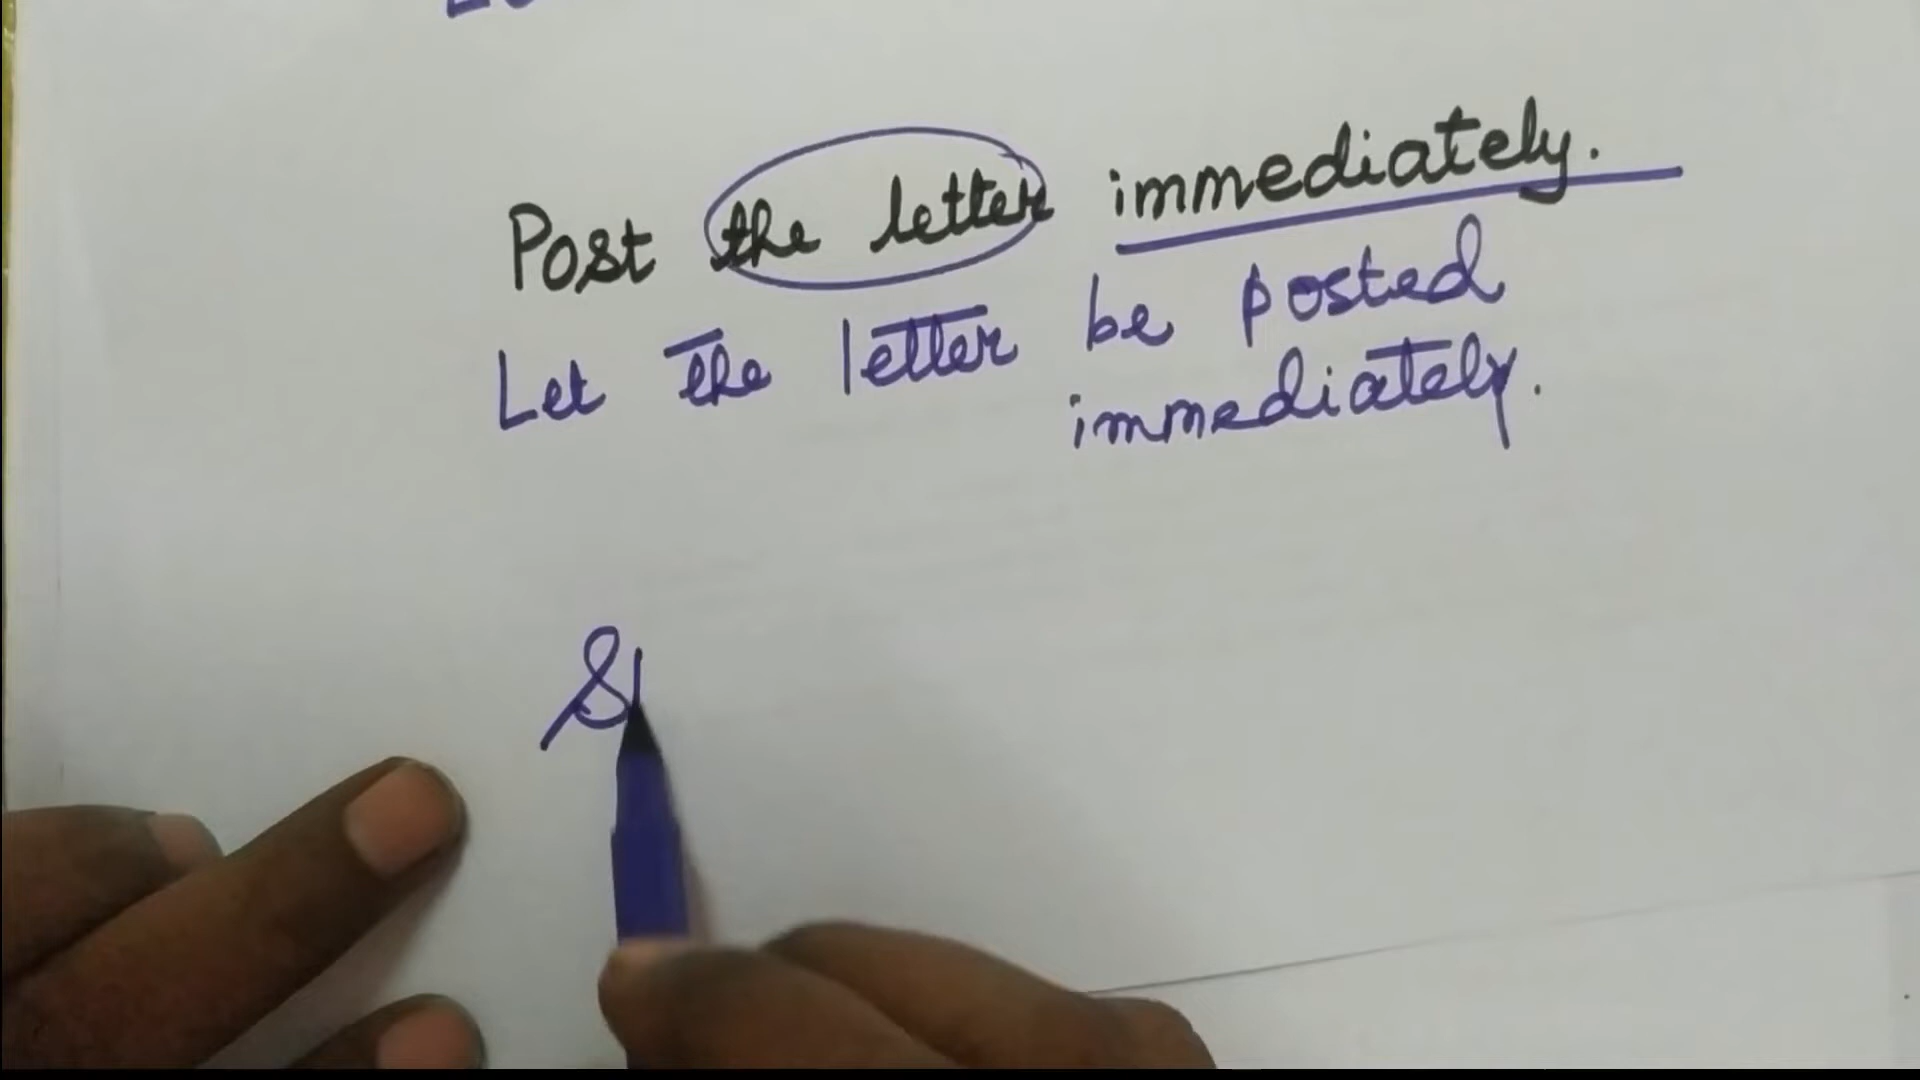 Post the letter immediately.
Let the letter be posted
immediately.
S